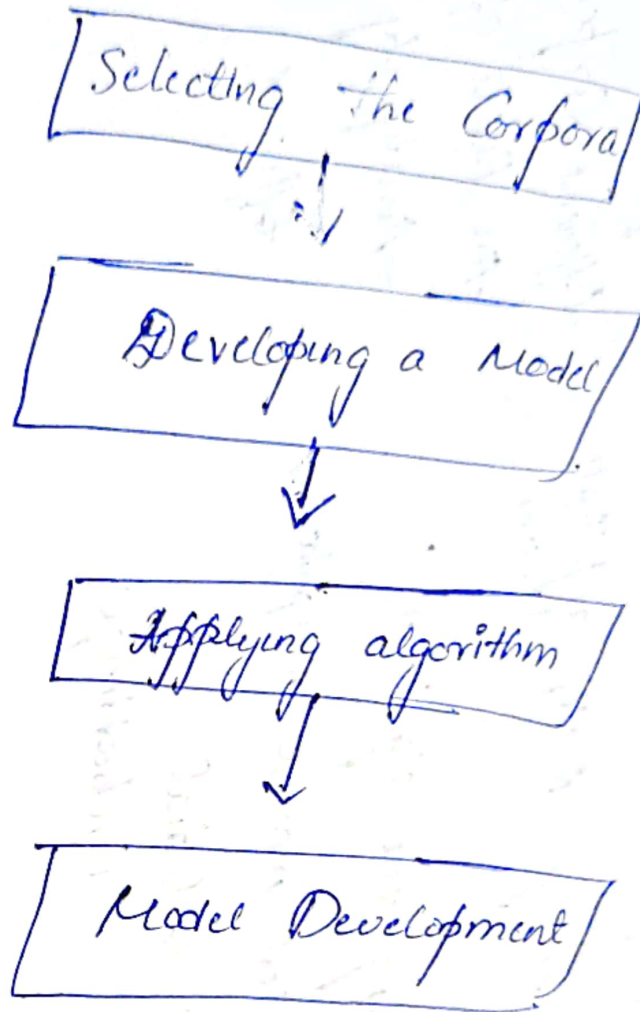 Selecting the Corpora
Developing a Model
Applying algorithm
Model Development